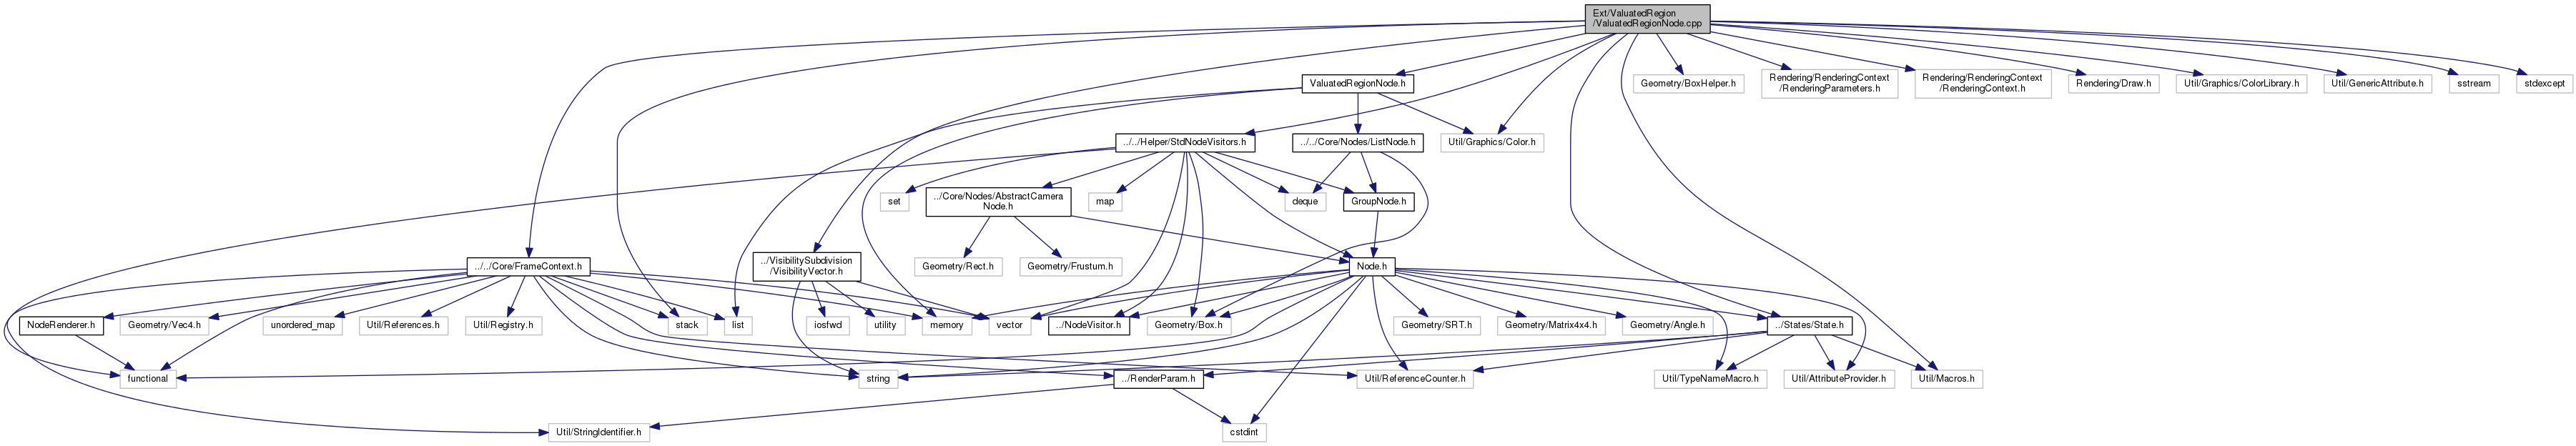 Ext/ValuatedRegion
/ValuatedRegionNode.cpp
ValuatedRegionNode.h
Geometry/BoxHelper.h
Rendering/RenderingContext
/RenderingParameters.h
Rendering/RenderingContext
/RenderingContext.h
Rendering/Draw.h
Util/Graphics/ColorLibrary.h
Util/GenericAttribute.h
sstream
stdexcept
../../Helper/StdNodeVisitors.h
../../Core/Nodes/ListNode.h
Util/Graphics/Color.h
set
../Core/Nodes/AbstractCamera
Node.h
map
deque
GroupNode.h
../../Core/FrameContext.h
../VisibilitySubdivision
/VisibilityVector.h
Geometry/Rect.h
Geometry/Frustum.h
Node.h
NodeRenderer.h
Geometry/Vec4.h
unordered_map
Util/References.h
Util/Registry.h
stack
list
iosfwd
utility
memory
vector
../NodeVisitor.h
Geometry/Box.h
Geometry/SRT.h
Geometry/Matrix4x4.h
Geometry/Angle.h
../States/State.h
functional
string
../RenderParam.h
Util/ReferenceCounter.h
Util/TypeNameMacro.h
Util/AttributeProvider.h
Util/Macros.h
Util/StringIdentifier.h
cstdint